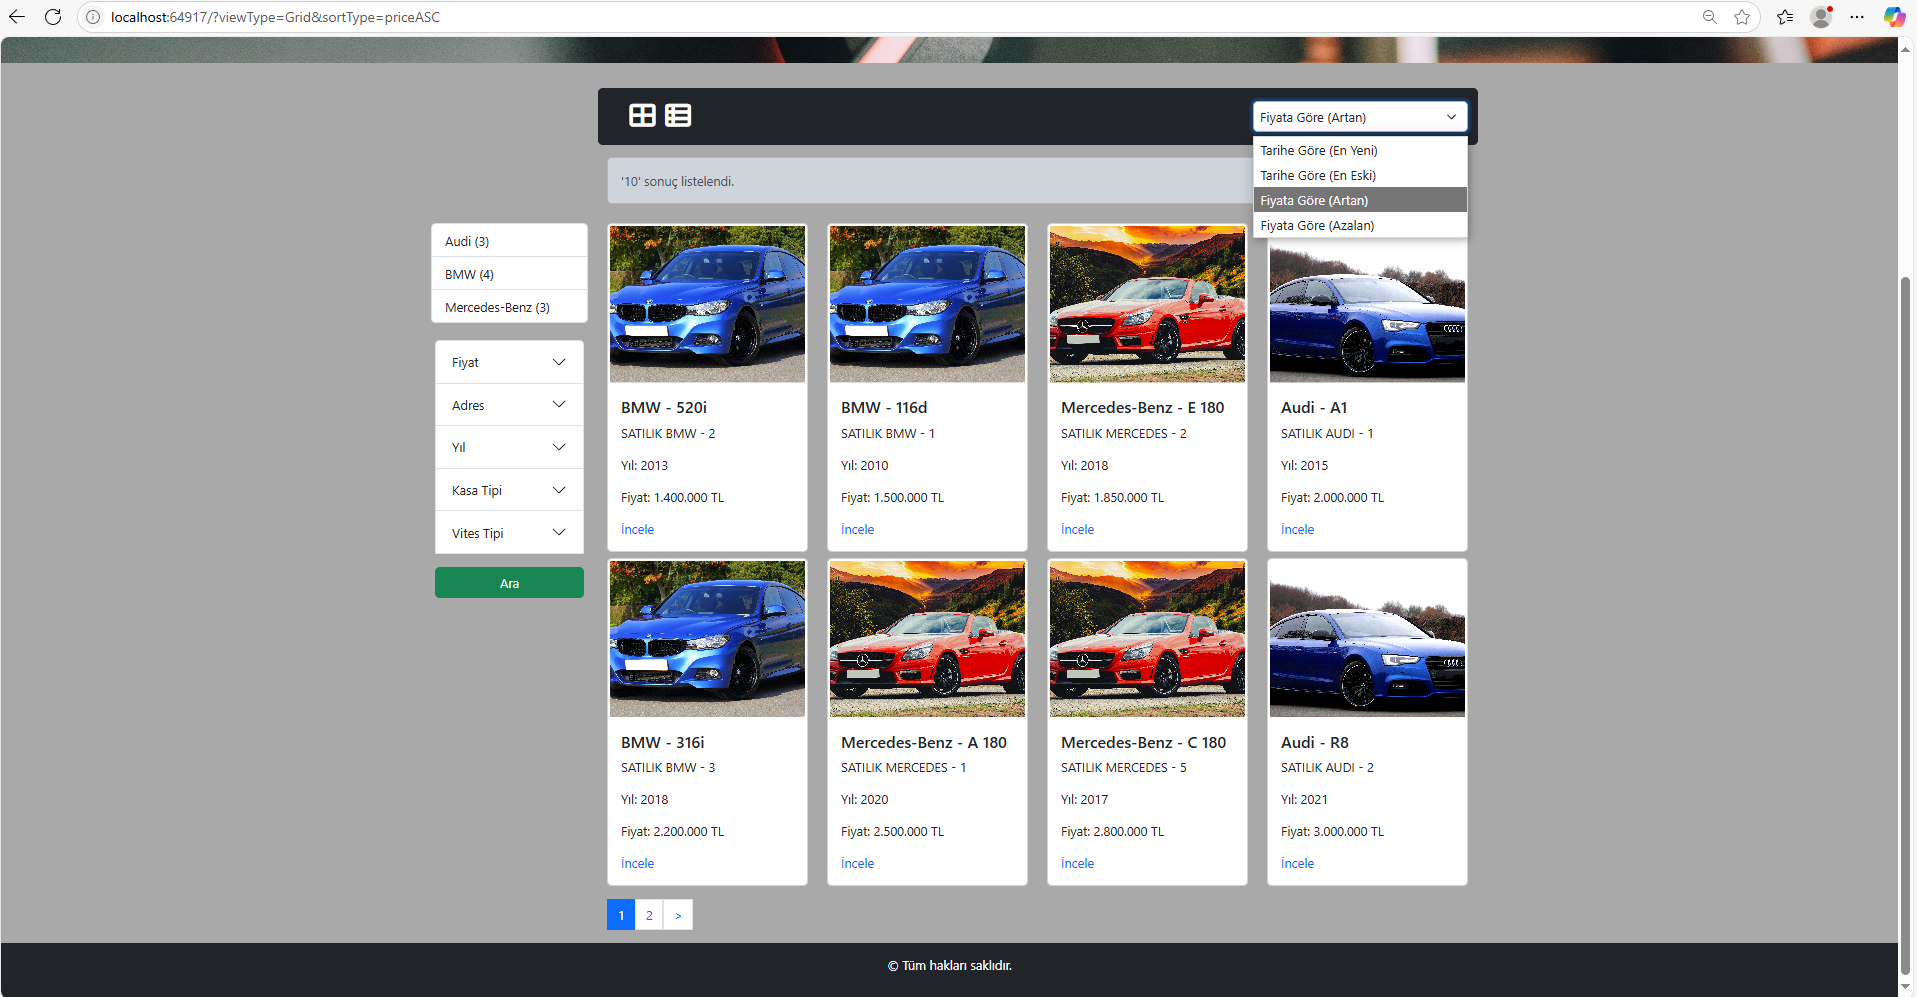 localhost:64917/?viewType=Grid&sortType=priceASC
Fiyata Göre (Artan)
Tarihe Göre (En Yeni)
Tarihe Göre (En Eski)
Fiyata Göre (Artan)
Fiyata Göre (Azalan)
'10' sonuç listelendi.
Audi (3)
BMW (4)
Mercedes-Benz (3)
Fiyat
Adres
Yıl
Kasa Tipi
Vites Tipi
Ara
BMW - 520i
SATILIK BMW - 2
Yıl: 2013
Fiyat: 1.400.000 TL
İncele
BMW - 116d
SATILIK BMW - 1
Yıl: 2010
Fiyat: 1.500.000 TL
İncele
Mercedes-Benz - E 180
SATILIK MERCEDES - 2
Yıl: 2018
Fiyat: 1.850.000 TL
İncele
Audi - A1
SATILIK AUDI - 1
Yıl: 2015
Fiyat: 2.000.000 TL
İncele
BMW - 316i
SATILIK BMW - 3
Yıl: 2018
Fiyat: 2.200.000 TL
İncele
Mercedes-Benz - A 180
SATILIK MERCEDES - 1
Yıl: 2020
Fiyat: 2.500.000 TL
İncele
Mercedes-Benz - C 180
SATILIK MERCEDES - 5
Yıl: 2017
Fiyat: 2.800.000 TL
İncele
Audi - R8
SATILIK AUDI - 2
Yıl: 2021
Fiyat: 3.000.000 TL
İncele
1 2 >
© Tüm hakları saklıdır.